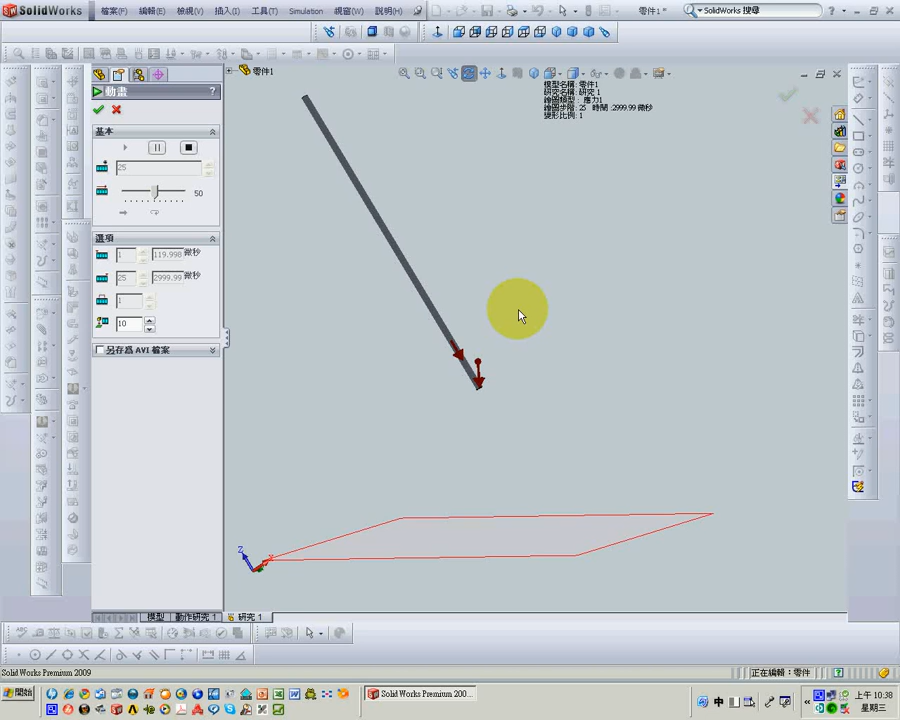 SolidWorks
檔案(F) 編輯(E) 檢視(V) 插入(I) 工具(T) Simulation 視窗(W) 說明(H)
零件1
SolidWorks 搜尋
零件1
動畫
?
模型名稱: 零件1
研究名稱: 研究 1
繪圖類型: 應力1
繪圖步階: 25 時間 :2999.99 微秒
變形比例: 1
基本
25
50
選項
1 119.998 微秒
25 2999.99 微秒
1
10
另存為 AVI 檔案
Z
X
模型 動作研究 1 研究 1
SolidWorks Premium 2009
正在編輯: 零件
開始
SolidWorks Premium 200...
中
上午 10:38
星期三